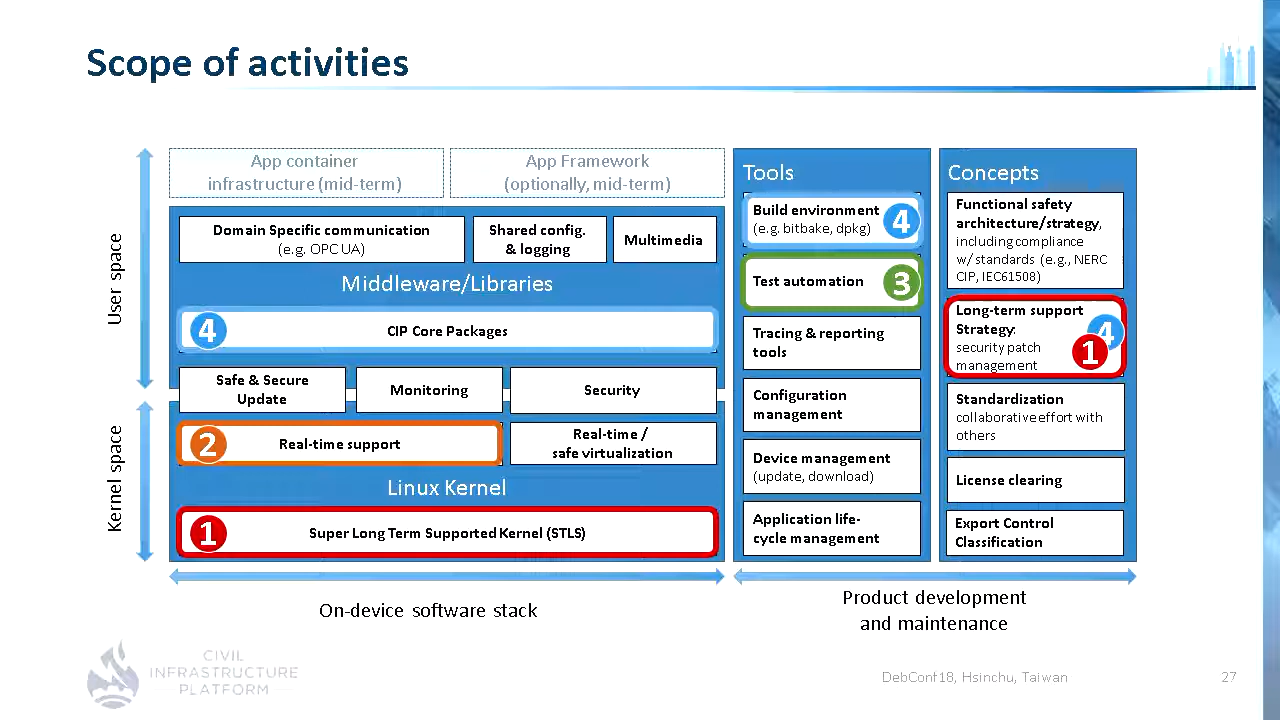 Scope of activities
App container
infrastructure (mid-term)
App Framework
(optionally, mid-term)
User space
Domain Specific communication
(e.g. OPC UA)
Shared config.
& logging
Multimedia
Middleware/Libraries
4
CIP Core Packages
Safe & Secure
Update
Monitoring
Security
Kernel space
2
Real-time support
Real-time /
safe virtualization
Linux Kernel
1
Super Long Term Supported Kernel (STLS)
On-device software stack
Tools
Build environment
(e.g. bitbake, dpkg)
4
Test automation
3
Tracing & reporting
tools
Configuration
management
Device management
(update, download)
Application life-
cycle management
Concepts
Functional safety
architecture/strategy,
including compliance
w/ standards (e.g., NERC
CIP, IEC61508)
Long-term support
Strategy:
security patch
management
4
1
Standardization
collaborative effort with
others
License clearing
Export Control
Classification
Product development
and maintenance
CIVIL
INFRASTRUCTURE
PLATFORM
DebConf18, Hsinchu, Taiwan
27